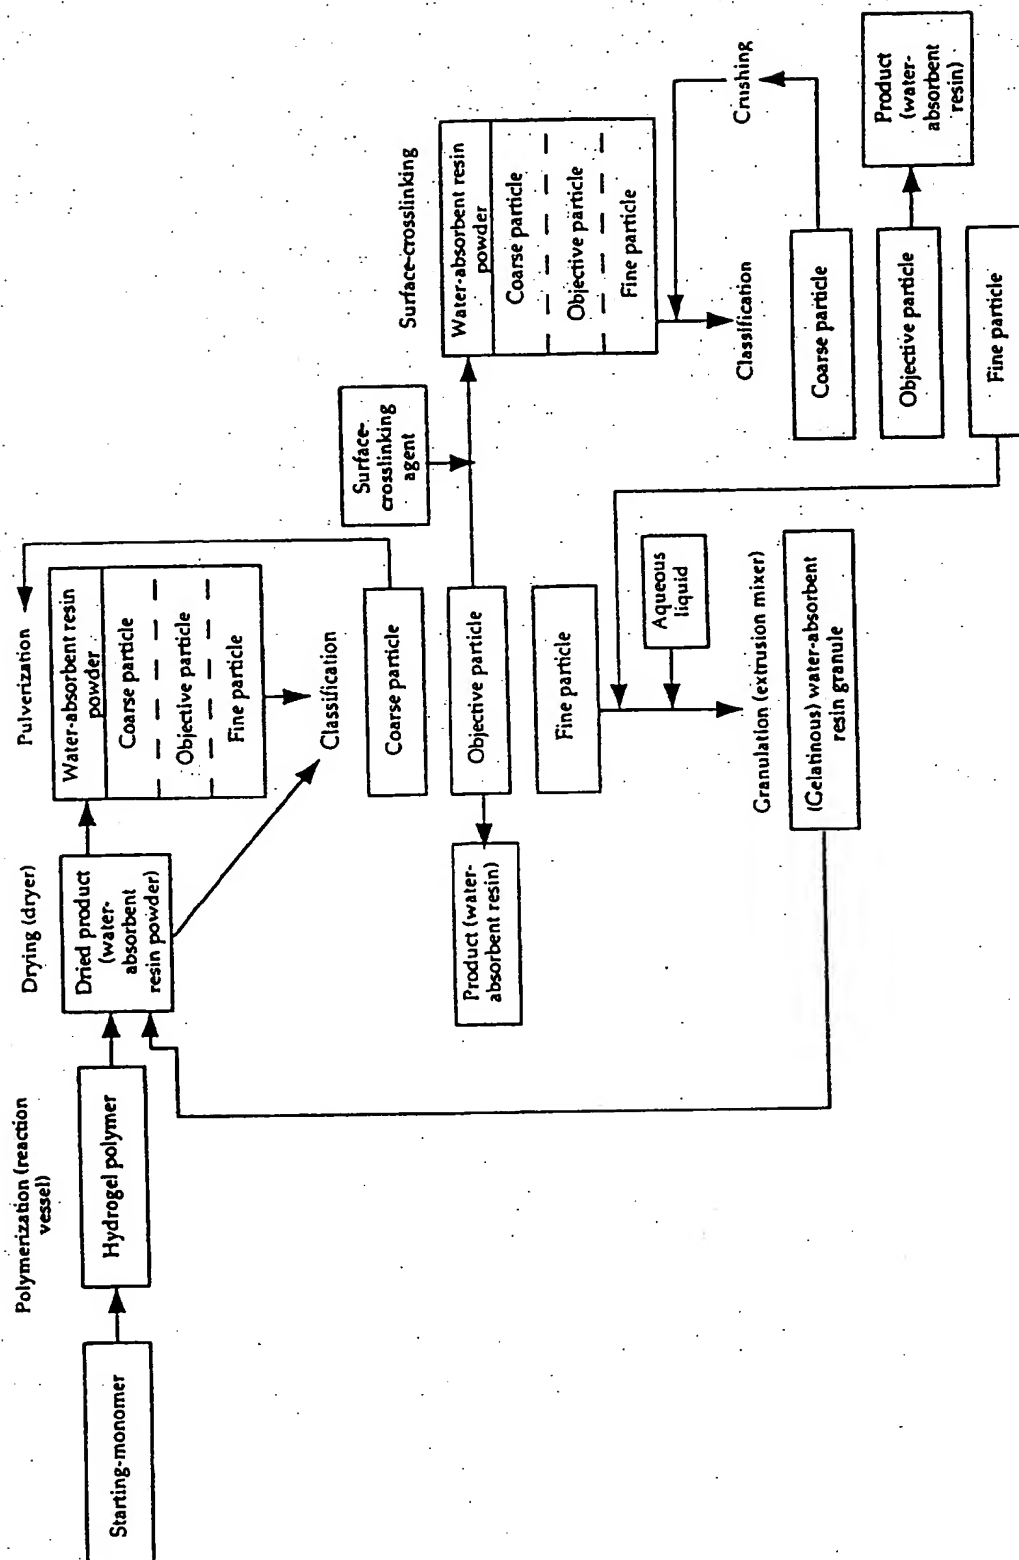 Starting-monomer
Polymerization (reaction
vessel)
Hydrogel polymer
Drying (dryer)
Dried product
(water-
absorbent
resin powder)
Pulverization
Water-absorbent resin
powder
Coarse particle
Objective particle
Fine particle
Classification
Coarse particle
Objective particle
Product (water-
absorbent resin)
Fine particle
Aqueous
liquid
Granulation (extrusion mixer)
(Gelatinous) water-absorbent
resin granule
Surface-
crosslinking
agent
Surface-crosslinking
Water-absorbent resin
powder
Coarse particle
Objective particle
Fine particle
Classification
Crushing
Coarse particle
Objective particle
Product
(water-
absorbent
resin)
Fine particle